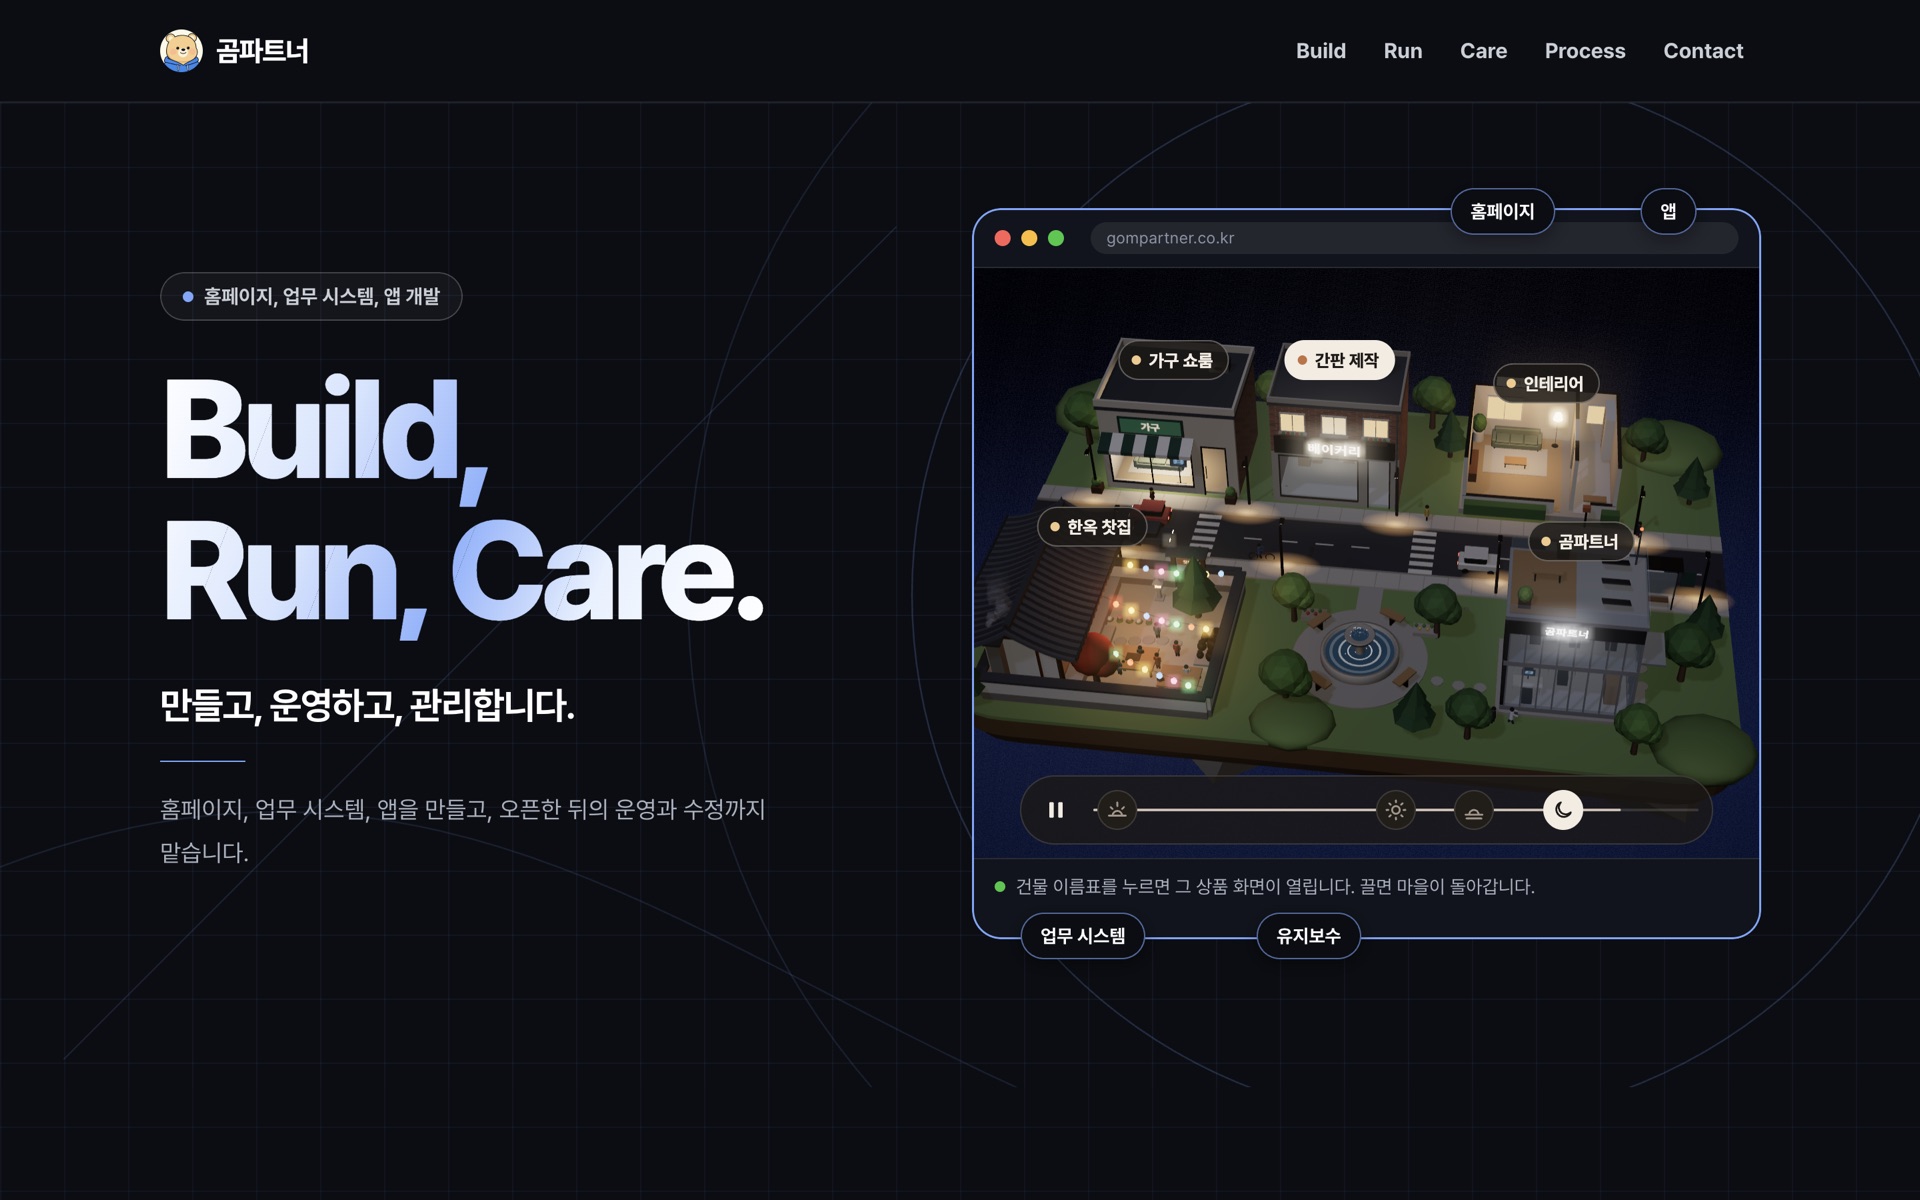 곰파트너
Build
Run
Care
Process
Contact
홈페이지, 업무 시스템, 앱 개발
Build,
Run, Care.
만들고, 운영하고, 관리합니다.
홈페이지, 업무 시스템, 앱을 만들고, 오픈한 뒤의 운영과 수정까지
맡습니다.
홈페이지
앱
gompartner.co.kr
가구 쇼룸
간판 제작
인테리어
가구
베이커리
한옥 찻집
곰파트너
곰파트너
건물 이름표를 누르면 그 상품 화면이 열립니다. 끌면 마을이 돌아갑니다.
업무 시스템
유지보수